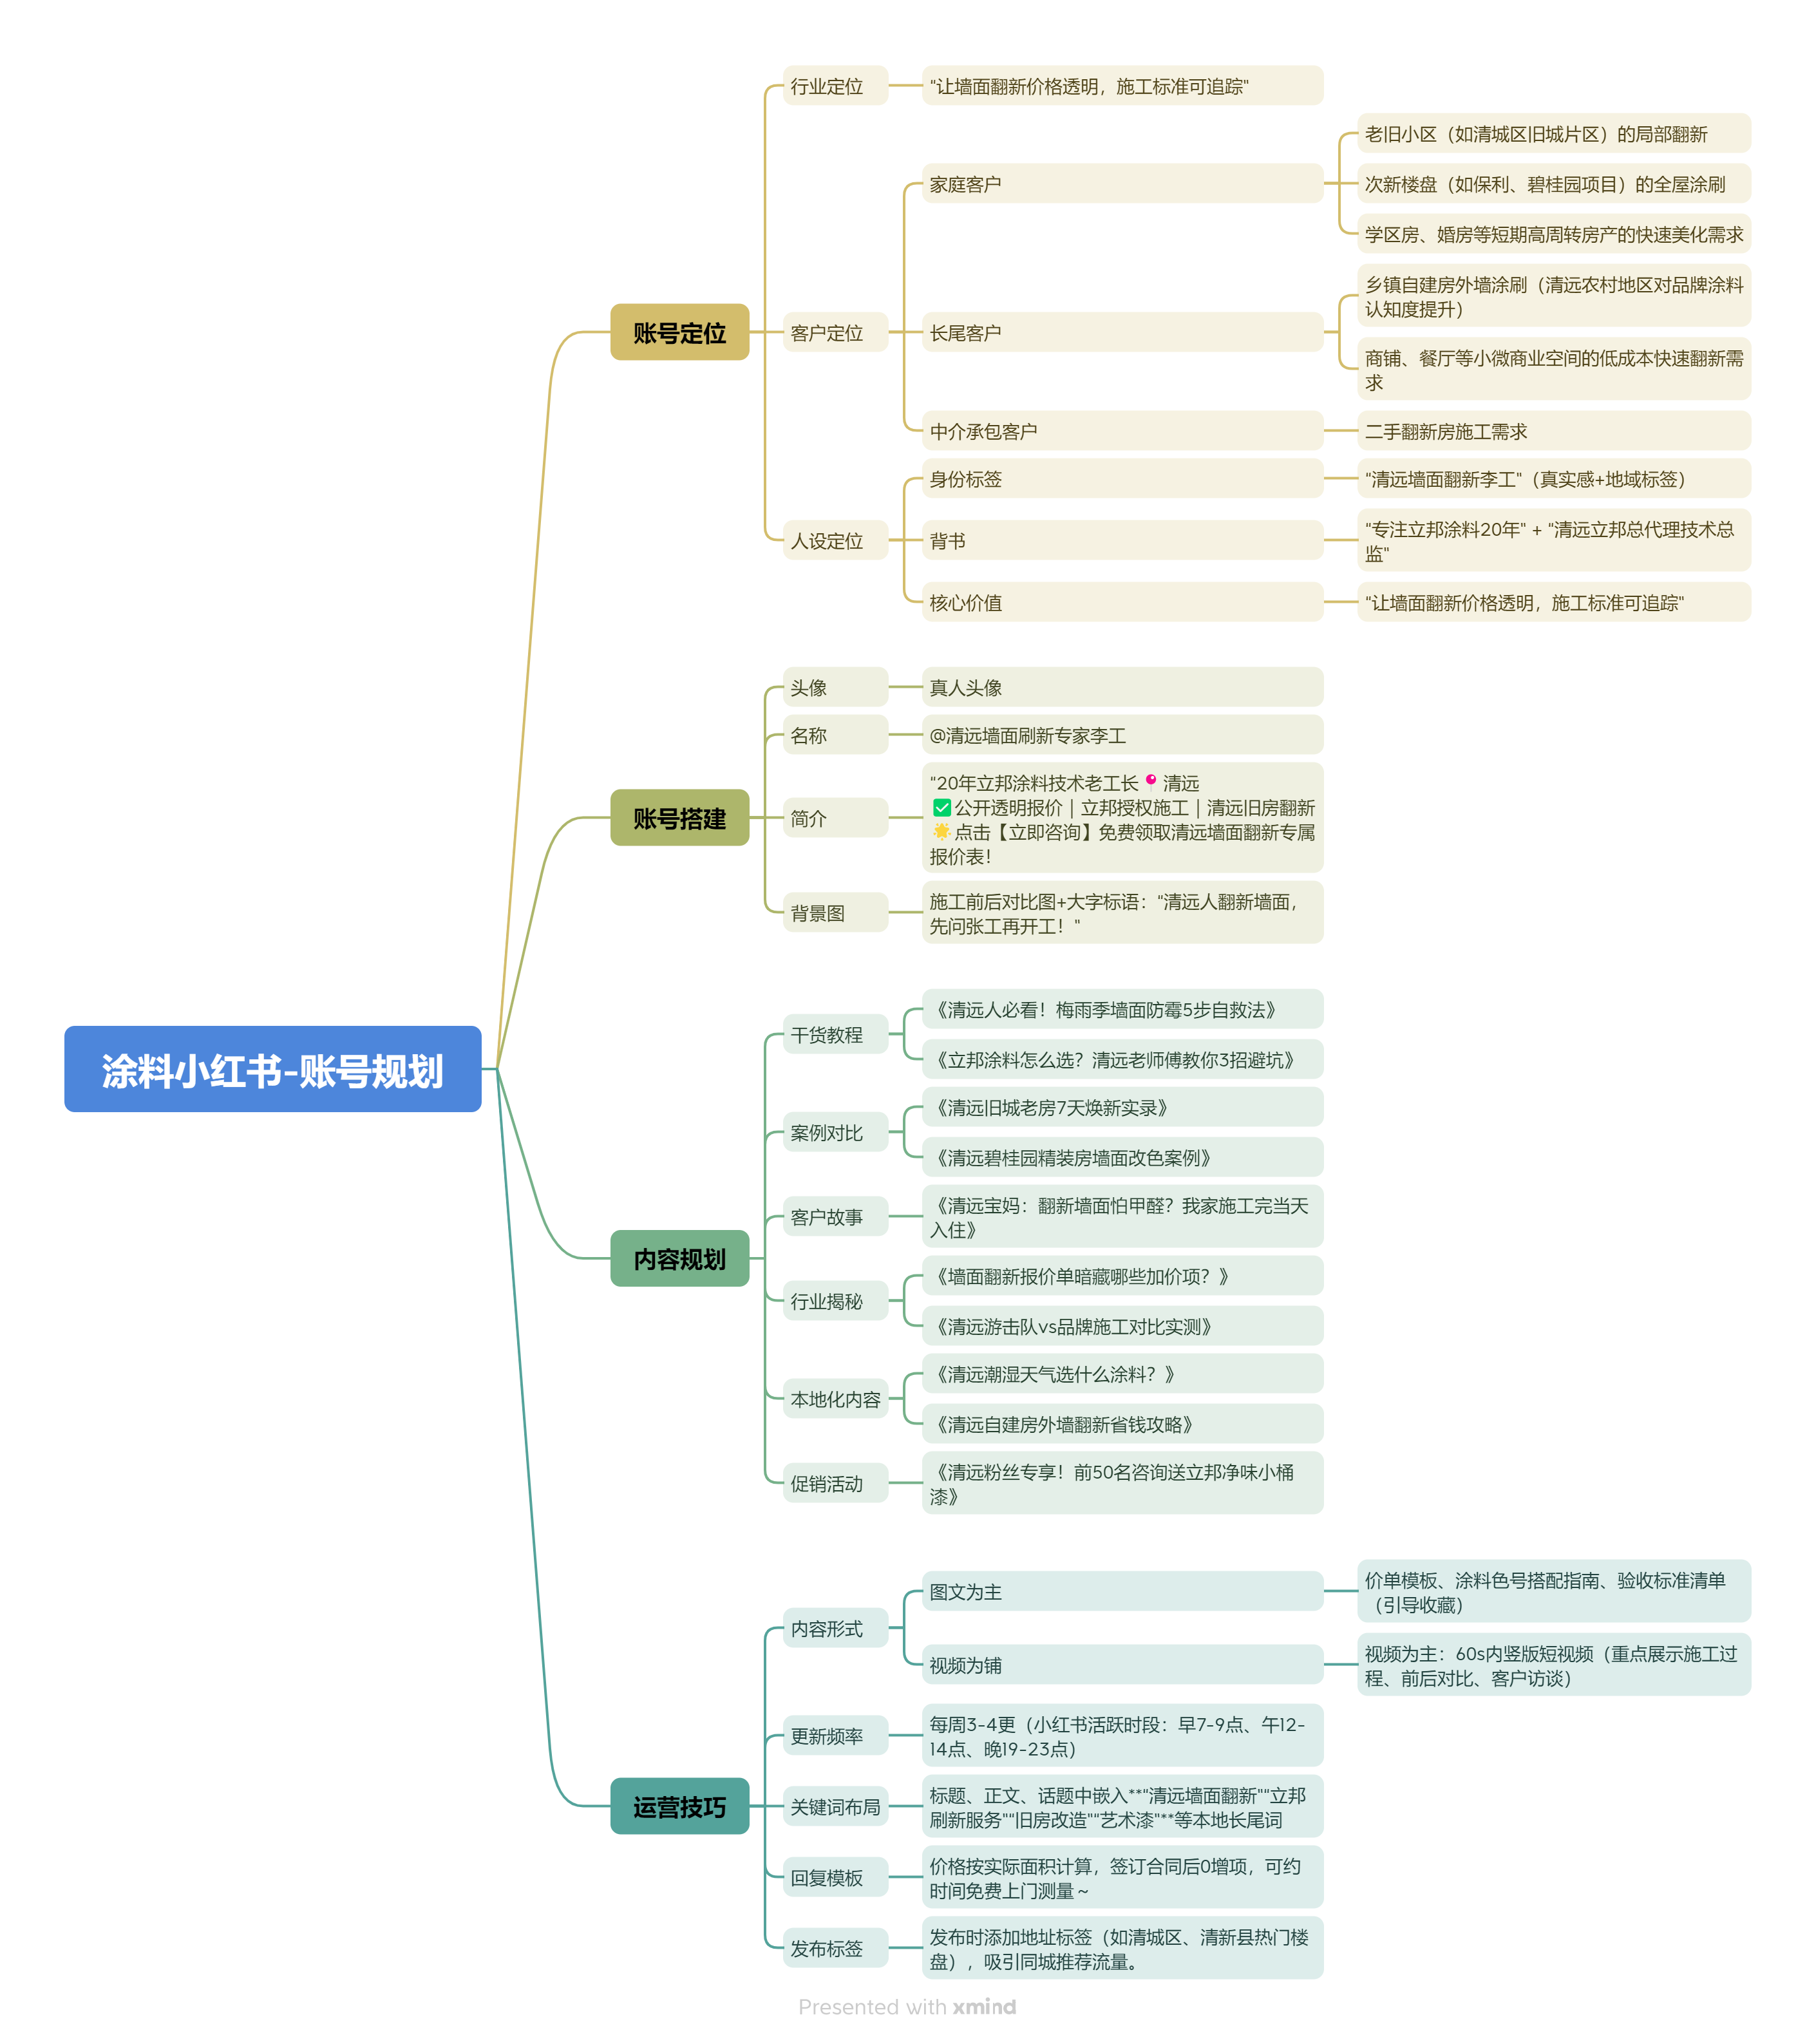 涂料小红书-账号规划
账号定位
行业定位
"让墙面翻新价格透明，施工标准可追踪"
客户定位
家庭客户
老旧小区（如清城区旧城片区）的局部翻新
次新楼盘（如保利、碧桂园项目）的全屋涂刷
学区房、婚房等短期高周转房产的快速美化需求
长尾客户
乡镇自建房外墙涂刷（清远农村地区对品牌涂料
认知度提升）
商铺、餐厅等小微商业空间的低成本快速翻新需
求
中介承包客户
二手翻新房施工需求
人设定位
身份标签
"清远墙面翻新李工"（真实感+地域标签）
背书
"专注立邦涂料20年" + "清远立邦总代理技术总
监"
核心价值
"让墙面翻新价格透明，施工标准可追踪"
账号搭建
头像
真人头像
名称
@清远墙面刷新专家李工
简介
"20年立邦涂料技术老工长📍清远
✅公开透明报价｜立邦授权施工｜清远旧房翻新
🌟点击【立即咨询】免费领取清远墙面翻新专属
报价表！
背景图
施工前后对比图+大字标语："清远人翻新墙面，
先问张工再开工！"
内容规划
干货教程
《清远人必看！梅雨季墙面防霉5步自救法》
《立邦涂料怎么选？清远老师傅教你3招避坑》
案例对比
《清远旧城老房7天焕新实录》
《清远碧桂园精装房墙面改色案例》
客户故事
《清远宝妈：翻新墙面怕甲醛？我家施工完当天
入住》
行业揭秘
《墙面翻新报价单暗藏哪些加价项？》
《清远游击队vs品牌施工对比实测》
本地化内容
《清远潮湿天气选什么涂料？》
《清远自建房外墙翻新省钱攻略》
促销活动
《清远粉丝专享！前50名咨询送立邦净味小桶
漆》
运营技巧
内容形式
图文为主
价单模板、涂料色号搭配指南、验收标准清单
（引导收藏）
视频为铺
视频为主：60s内竖版短视频（重点展示施工过
程、前后对比、客户访谈）
更新频率
每周3-4更（小红书活跃时段：早7-9点、午12-
14点、晚19-23点）
关键词布局
标题、正文、话题中嵌入**"清远墙面翻新""立邦
刷新服务""旧房改造""艺术漆"**等本地长尾词
回复模板
价格按实际面积计算，签订合同后0增项，可约
时间免费上门测量～
发布标签
发布时添加地址标签（如清城区、清新县热门楼
盘），吸引同城推荐流量。
Presented with xmind